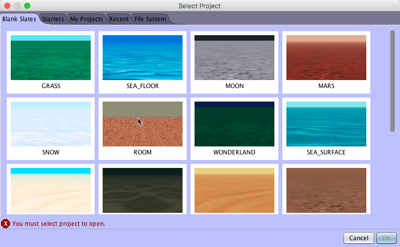 Select Project
Blank Slates Starters My Projects Recent File System
GRASS SEA_FLOOR MOON MARS
SNOW ROOM WONDERLAND SEA_SURFACE
You must select project to open.
Cancel OK